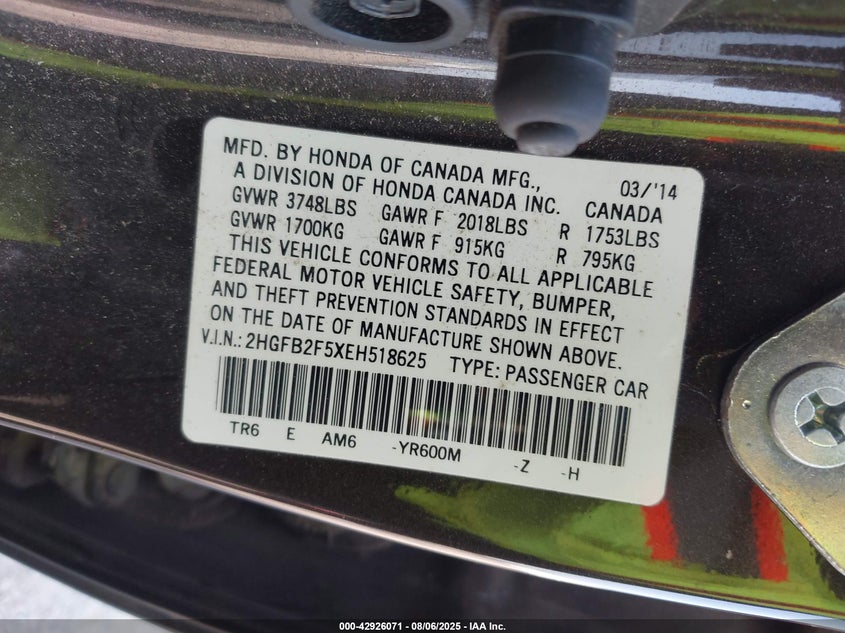 MFD. BY HONDA OF CANADA MFG., 03/'14
A DIVISION OF HONDA CANADA INC. CANADA
GVWR 3748LBS GAWR F 2018LBS R 1753LBS
GVWR 1700KG GAWR F 915KG R 795KG
THIS VEHICLE CONFORMS TO ALL APPLICABLE
FEDERAL MOTOR VEHICLE SAFETY, BUMPER,
AND THEFT PREVENTION STANDARDS IN EFFECT
ON THE DATE OF MANUFACTURE SHOWN ABOVE.
V.I.N.: 2HGFB2F5XEH518625 TYPE: PASSENGER CAR
TR6 E AM6 -YR600M -Z -H
000-42926071 - 08/06/2025 - IAA Inc.